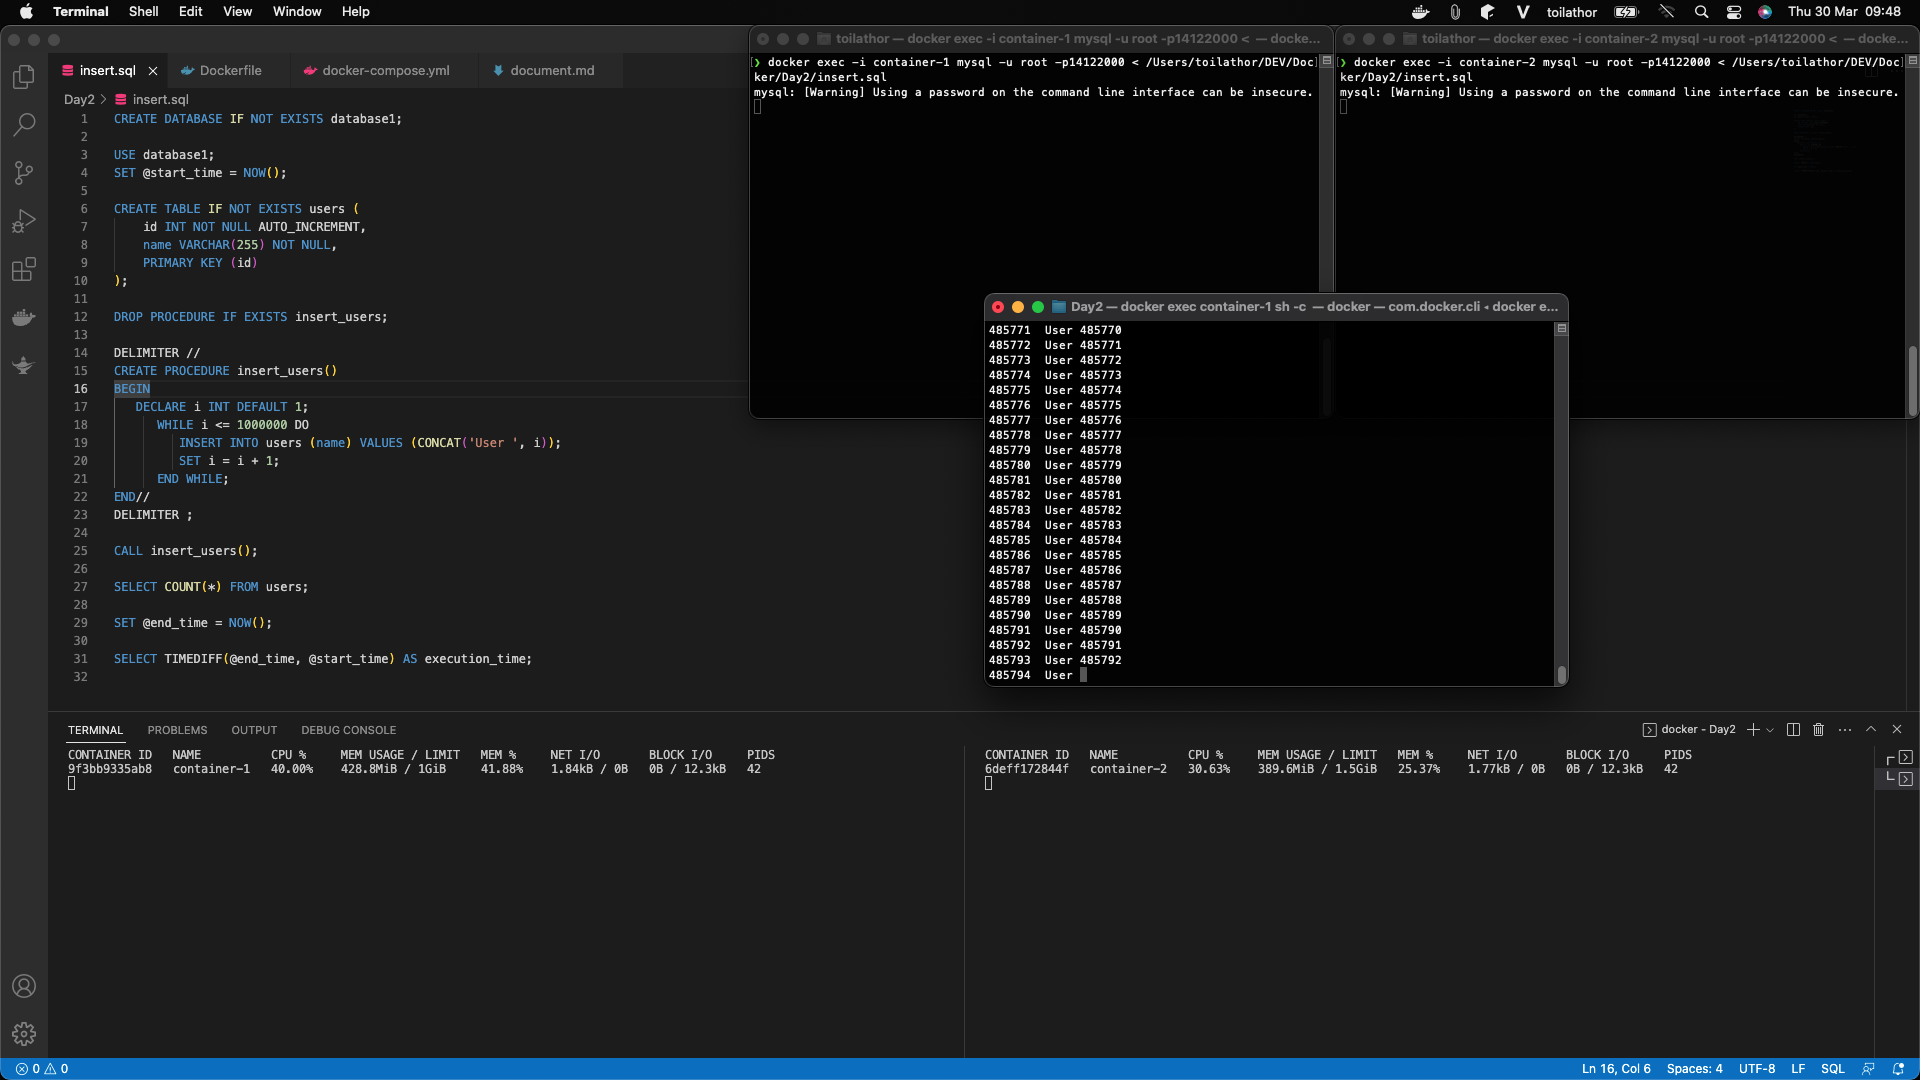 Terminal Shell Edit View Window Help
toilathor Thu 30 Mar 09:48
insert.sql Dockerfile docker-compose.yml document.md
Day2 > insert.sql
1 CREATE DATABASE IF NOT EXISTS database1;
2
3 USE database1;
4 SET @start_time = NOW();
5
6 CREATE TABLE IF NOT EXISTS users (
7 id INT NOT NULL AUTO_INCREMENT,
8 name VARCHAR(255) NOT NULL,
9 PRIMARY KEY (id)
10 );
11
12 DROP PROCEDURE IF EXISTS insert_users;
13
14 DELIMITER //
15 CREATE PROCEDURE insert_users()
16 BEGIN
17 DECLARE i INT DEFAULT 1;
18 WHILE i <= 1000000 DO
19 INSERT INTO users (name) VALUES (CONCAT('User ', i));
20 SET i = i + 1;
21 END WHILE;
22 END//
23 DELIMITER ;
24
25 CALL insert_users();
26
27 SELECT COUNT(*) FROM users;
28
29 SET @end_time = NOW();
30
31 SELECT TIMEDIFF(@end_time, @start_time) AS execution_time;
32
toilathor — docker exec -i container-1 mysql -u root -p14122000 < — docke...
❯ docker exec -i container-1 mysql -u root -p14122000 < /Users/toilathor/DEV/Doc
ker/Day2/insert.sql
mysql: [Warning] Using a password on the command line interface can be insecure.
toilathor — docker exec -i container-2 mysql -u root -p14122000 < — docke...
❯ docker exec -i container-2 mysql -u root -p14122000 < /Users/toilathor/DEV/Doc
ker/Day2/insert.sql
mysql: [Warning] Using a password on the command line interface can be insecure.
Day2 — docker exec container-1 sh -c — docker — com.docker.cli ◂ docker e...
485771 User 485770
485772 User 485771
485773 User 485772
485774 User 485773
485775 User 485774
485776 User 485775
485777 User 485776
485778 User 485777
485779 User 485778
485780 User 485779
485781 User 485780
485782 User 485781
485783 User 485782
485784 User 485783
485785 User 485784
485786 User 485785
485787 User 485786
485788 User 485787
485789 User 485788
485790 User 485789
485791 User 485790
485792 User 485791
485793 User 485792
485794 User
TERMINAL PROBLEMS OUTPUT DEBUG CONSOLE
docker - Day2
CONTAINER ID NAME CPU % MEM USAGE / LIMIT MEM % NET I/O BLOCK I/O PIDS
9f3bb9335ab8 container-1 40.00% 428.8MiB / 1GiB 41.88% 1.84kB / 0B 0B / 12.3kB 42
CONTAINER ID NAME CPU % MEM USAGE / LIMIT MEM % NET I/O BLOCK I/O PIDS
6deff172844f container-2 30.63% 389.6MiB / 1.5GiB 25.37% 1.77kB / 0B 0B / 12.3kB 42
0 0
Ln 16, Col 6 Spaces: 4 UTF-8 LF SQL